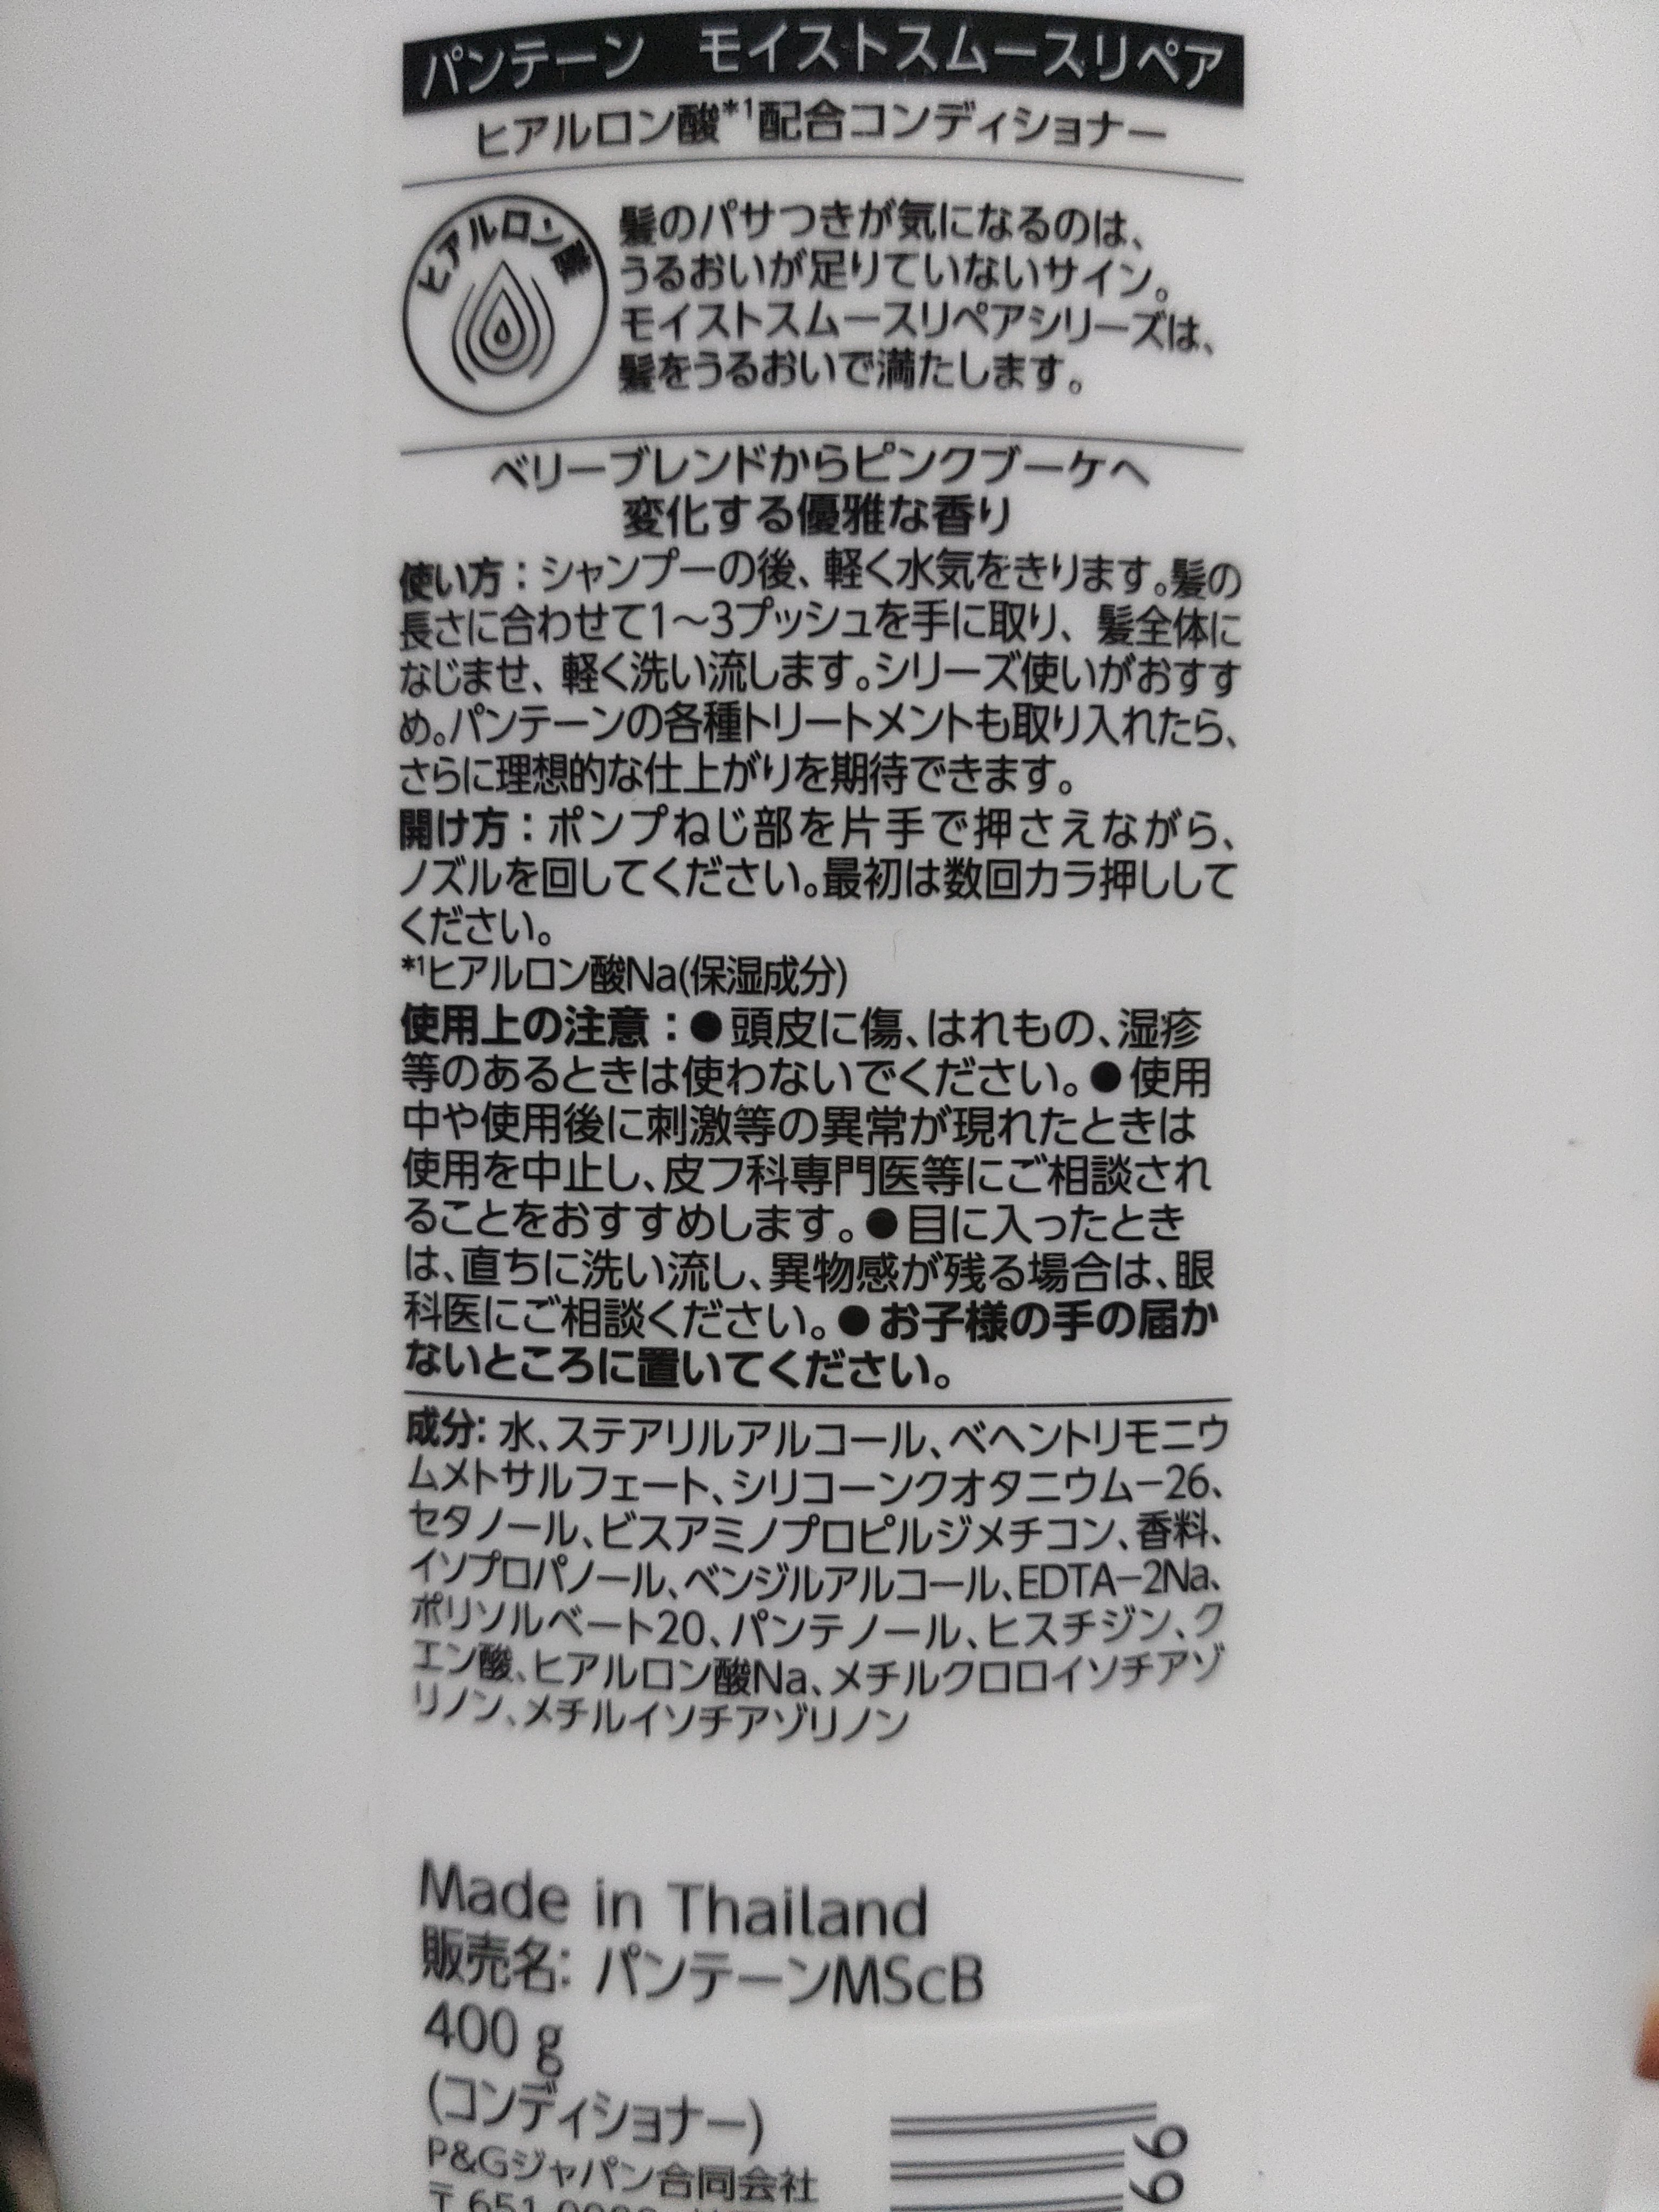 パンテーン　モイストスムースリペア
ヒアルロン酸*1配合コンディショナー
ヒアルロン酸
髪のパサつきが気になるのは、
うるおいが足りていないサイン。
モイストスムースリペアシリーズは、
髪をうるおいで満たします。
ベリーブレンドからピンクブーケへ
変化する優雅な香り
使い方：シャンプーの後、軽く水気をきります。髪の
長さに合わせて1～3プッシュを手に取り、髪全体に
なじませ、軽く洗い流します。シリーズ使いがおすす
め。パンテーンの各種トリートメントも取り入れたら、
さらに理想的な仕上がりを期待できます。
開け方：ポンプねじ部を片手で押さえながら、
ノズルを回してください。最初は数回カラ押しして
ください。
*1ヒアルロン酸Na(保湿成分)
使用上の注意：●頭皮に傷、はれもの、湿疹
等のあるときは使わないでください。●使用
中や使用後に刺激等の異常が現れたときは
使用を中止し、皮フ科専門医等にご相談され
ることをおすすめします。●目に入ったとき
は、直ちに洗い流し、異物感が残る場合は、眼
科医にご相談ください。●お子様の手の届か
ないところに置いてください。
成分: 水、ステアリルアルコール、ベヘントリモニウ
ムメトサルフェート、シリコーンクオタニウム－26、
セタノール、ビスアミノプロピルジメチコン、香料、
イソプロパノール、ベンジルアルコール、EDTA－2Na、
ポリソルベート20、パンテノール、ヒスチジン、ク
エン酸、ヒアルロン酸Na、メチルクロロイソチアゾ
リノン、メチルイソチアゾリノン
Made in Thailand
販売名: パンテーンMScB
400 g
(コンディショナー)
P&Gジャパン合同会社
99